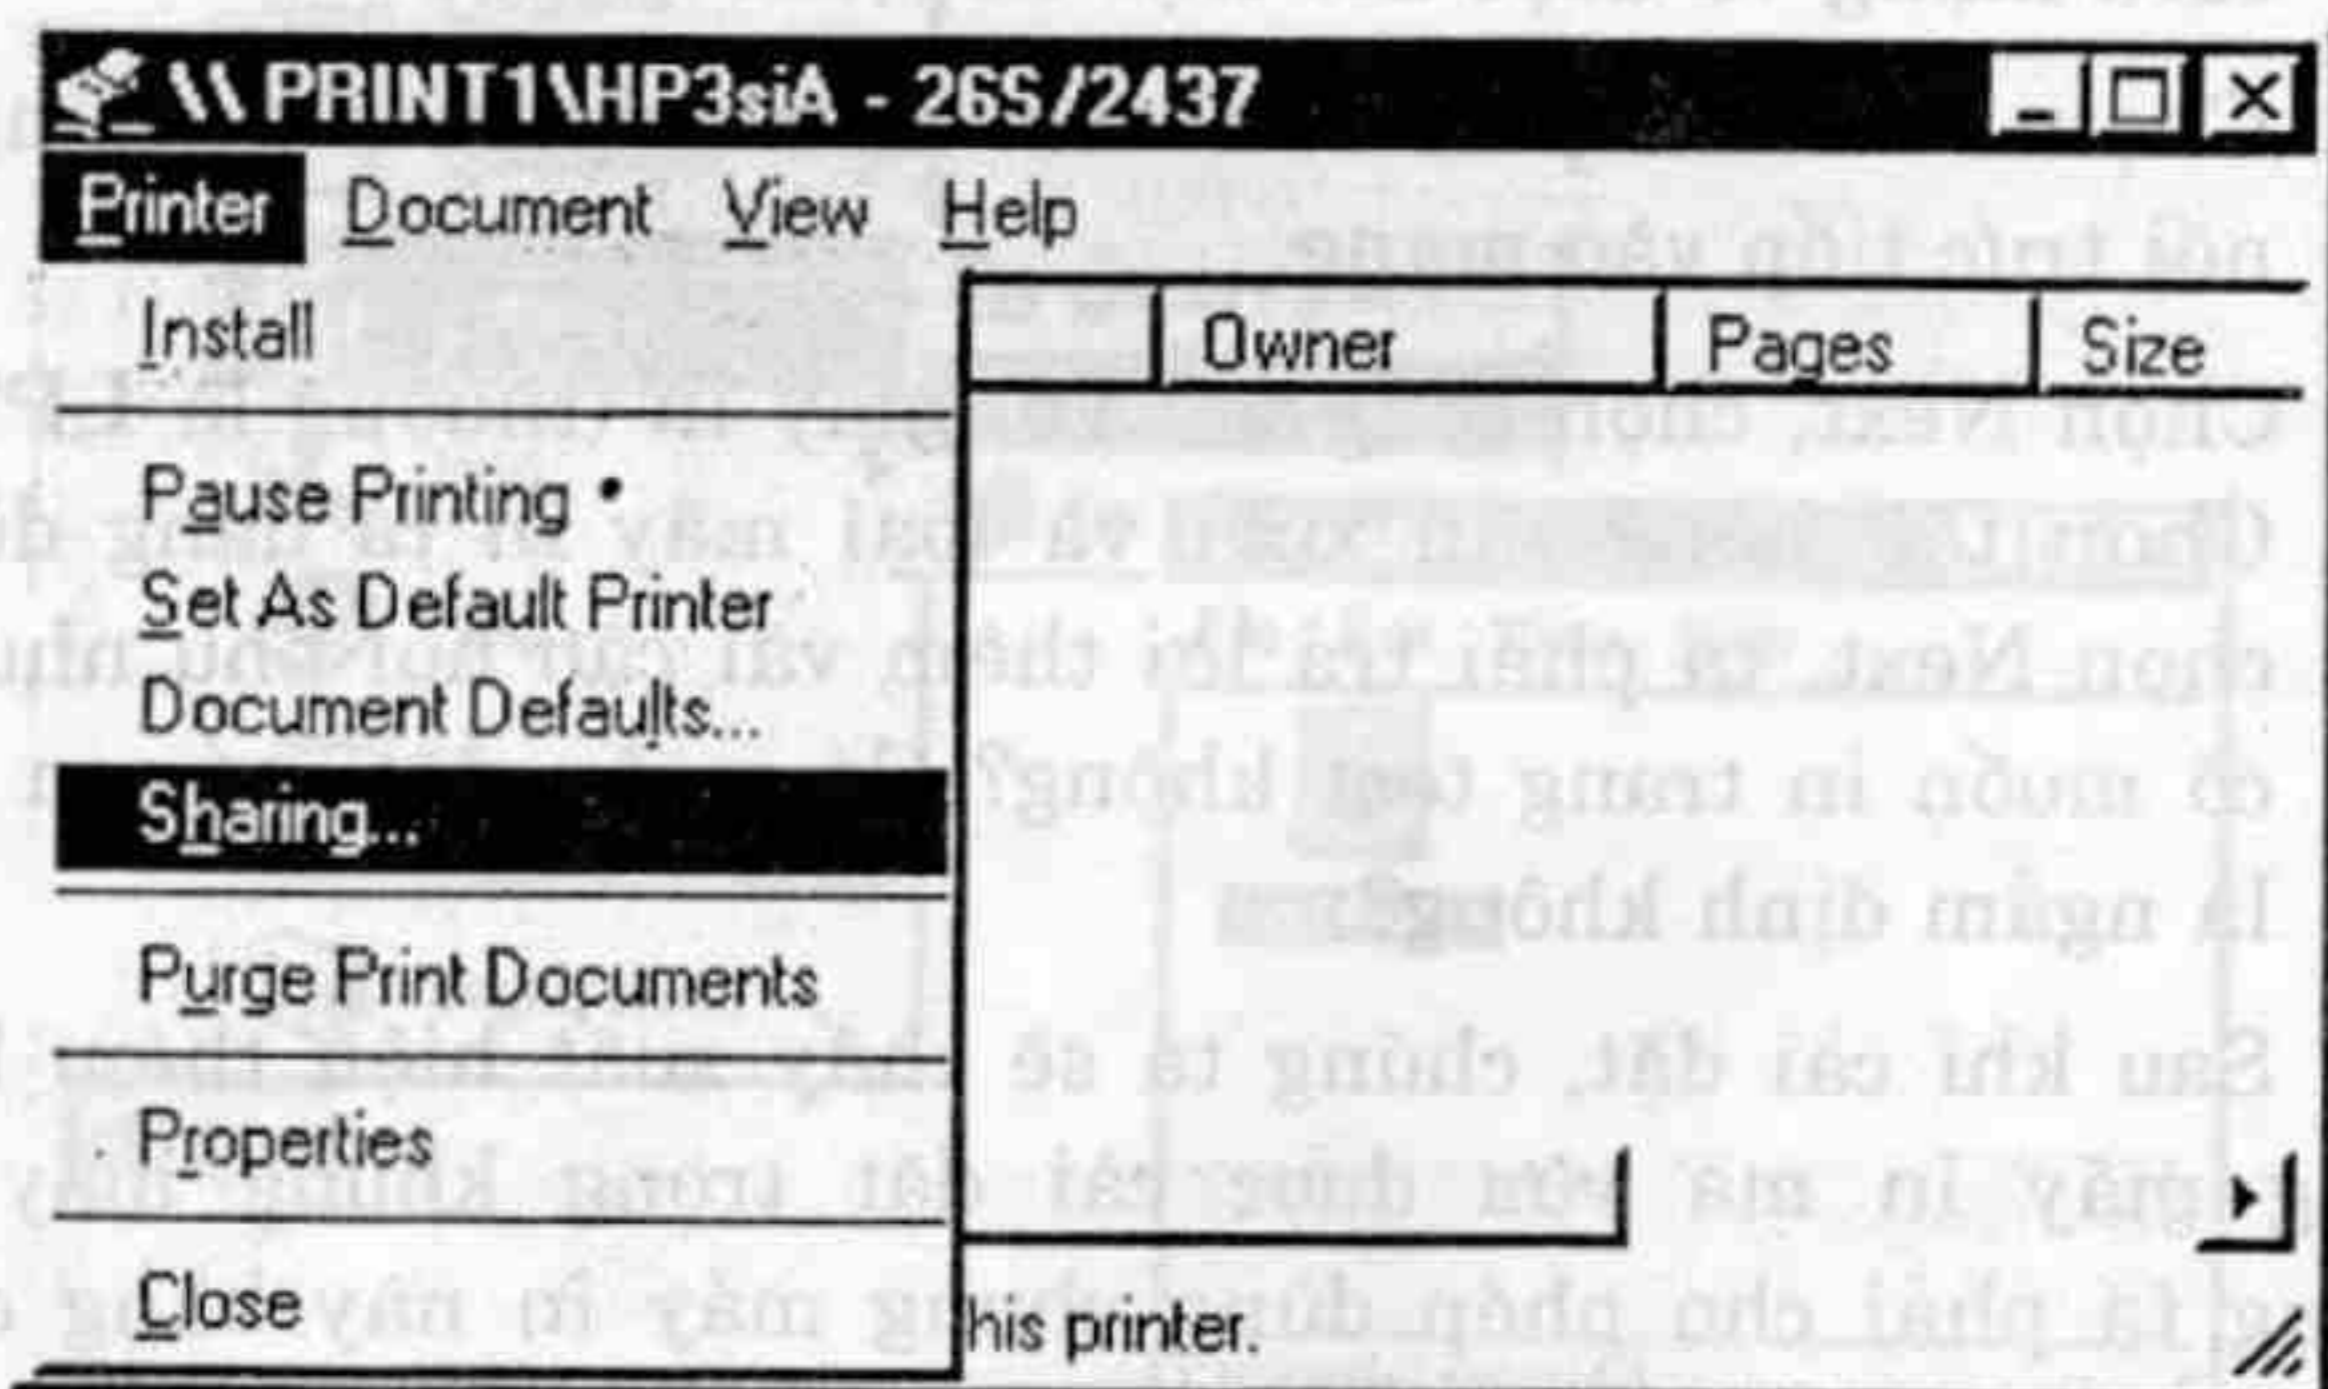 \\ PRINT1\HP3siA - 26S/2437
Printer Document View Help
Install
Owner Pages Size
Pause Printing
Set As Default Printer
Document Defaults...
Sharing...
Purge Print Documents
Properties
Close
his printer.